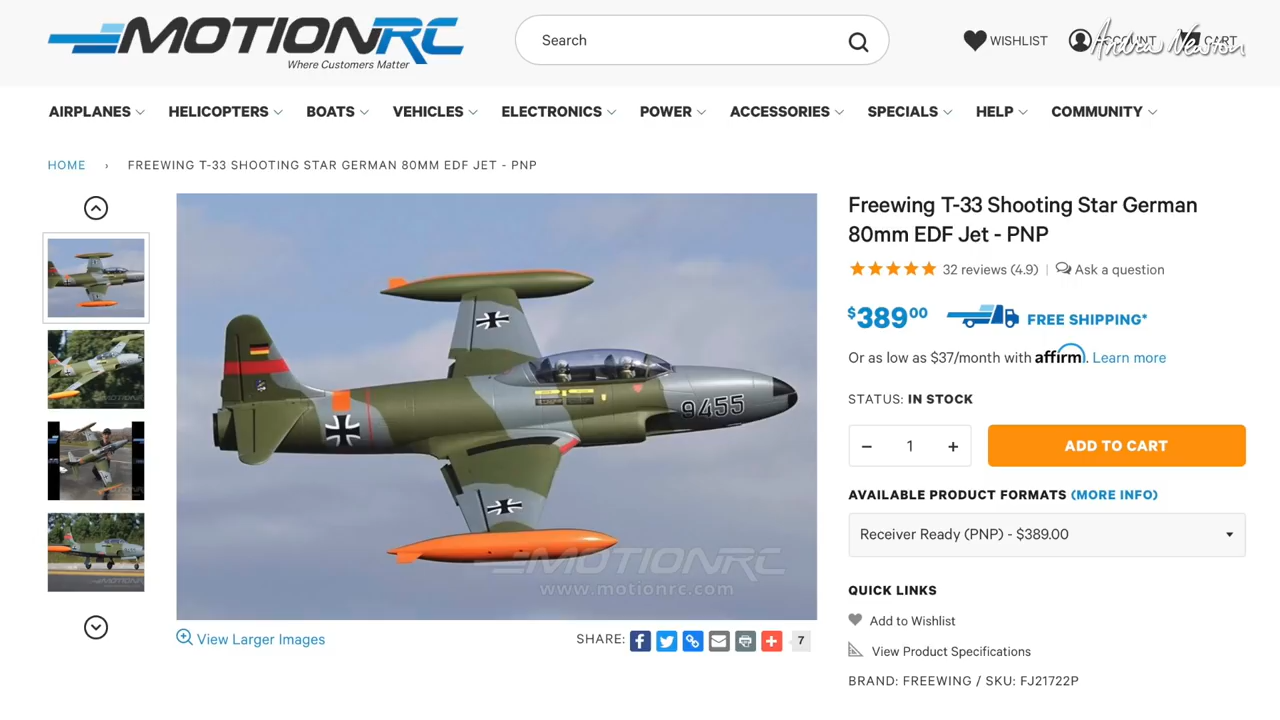 MOTIONRC
Where Customers Matter
Search
WISHLIST
ACCOUNT
CART
Andrew Newton
AIRPLANES
HELICOPTERS
BOATS
VEHICLES
ELECTRONICS
POWER
ACCESSORIES
SPECIALS
HELP
COMMUNITY
HOME › FREEWING T-33 SHOOTING STAR GERMAN 80MM EDF JET - PNP
9455
MOTIONRC
www.motionrc.com
View Larger Images
SHARE:
7
Freewing T-33 Shooting Star German
80mm EDF Jet - PNP
32 reviews (4.9) | Ask a question
$389.00 FREE SHIPPING*
Or as low as $37/month with affirm. Learn more
STATUS: IN STOCK
− 1 +
ADD TO CART
AVAILABLE PRODUCT FORMATS (MORE INFO)
Receiver Ready (PNP) - $389.00
QUICK LINKS
Add to Wishlist
View Product Specifications
BRAND: FREEWING / SKU: FJ21722P